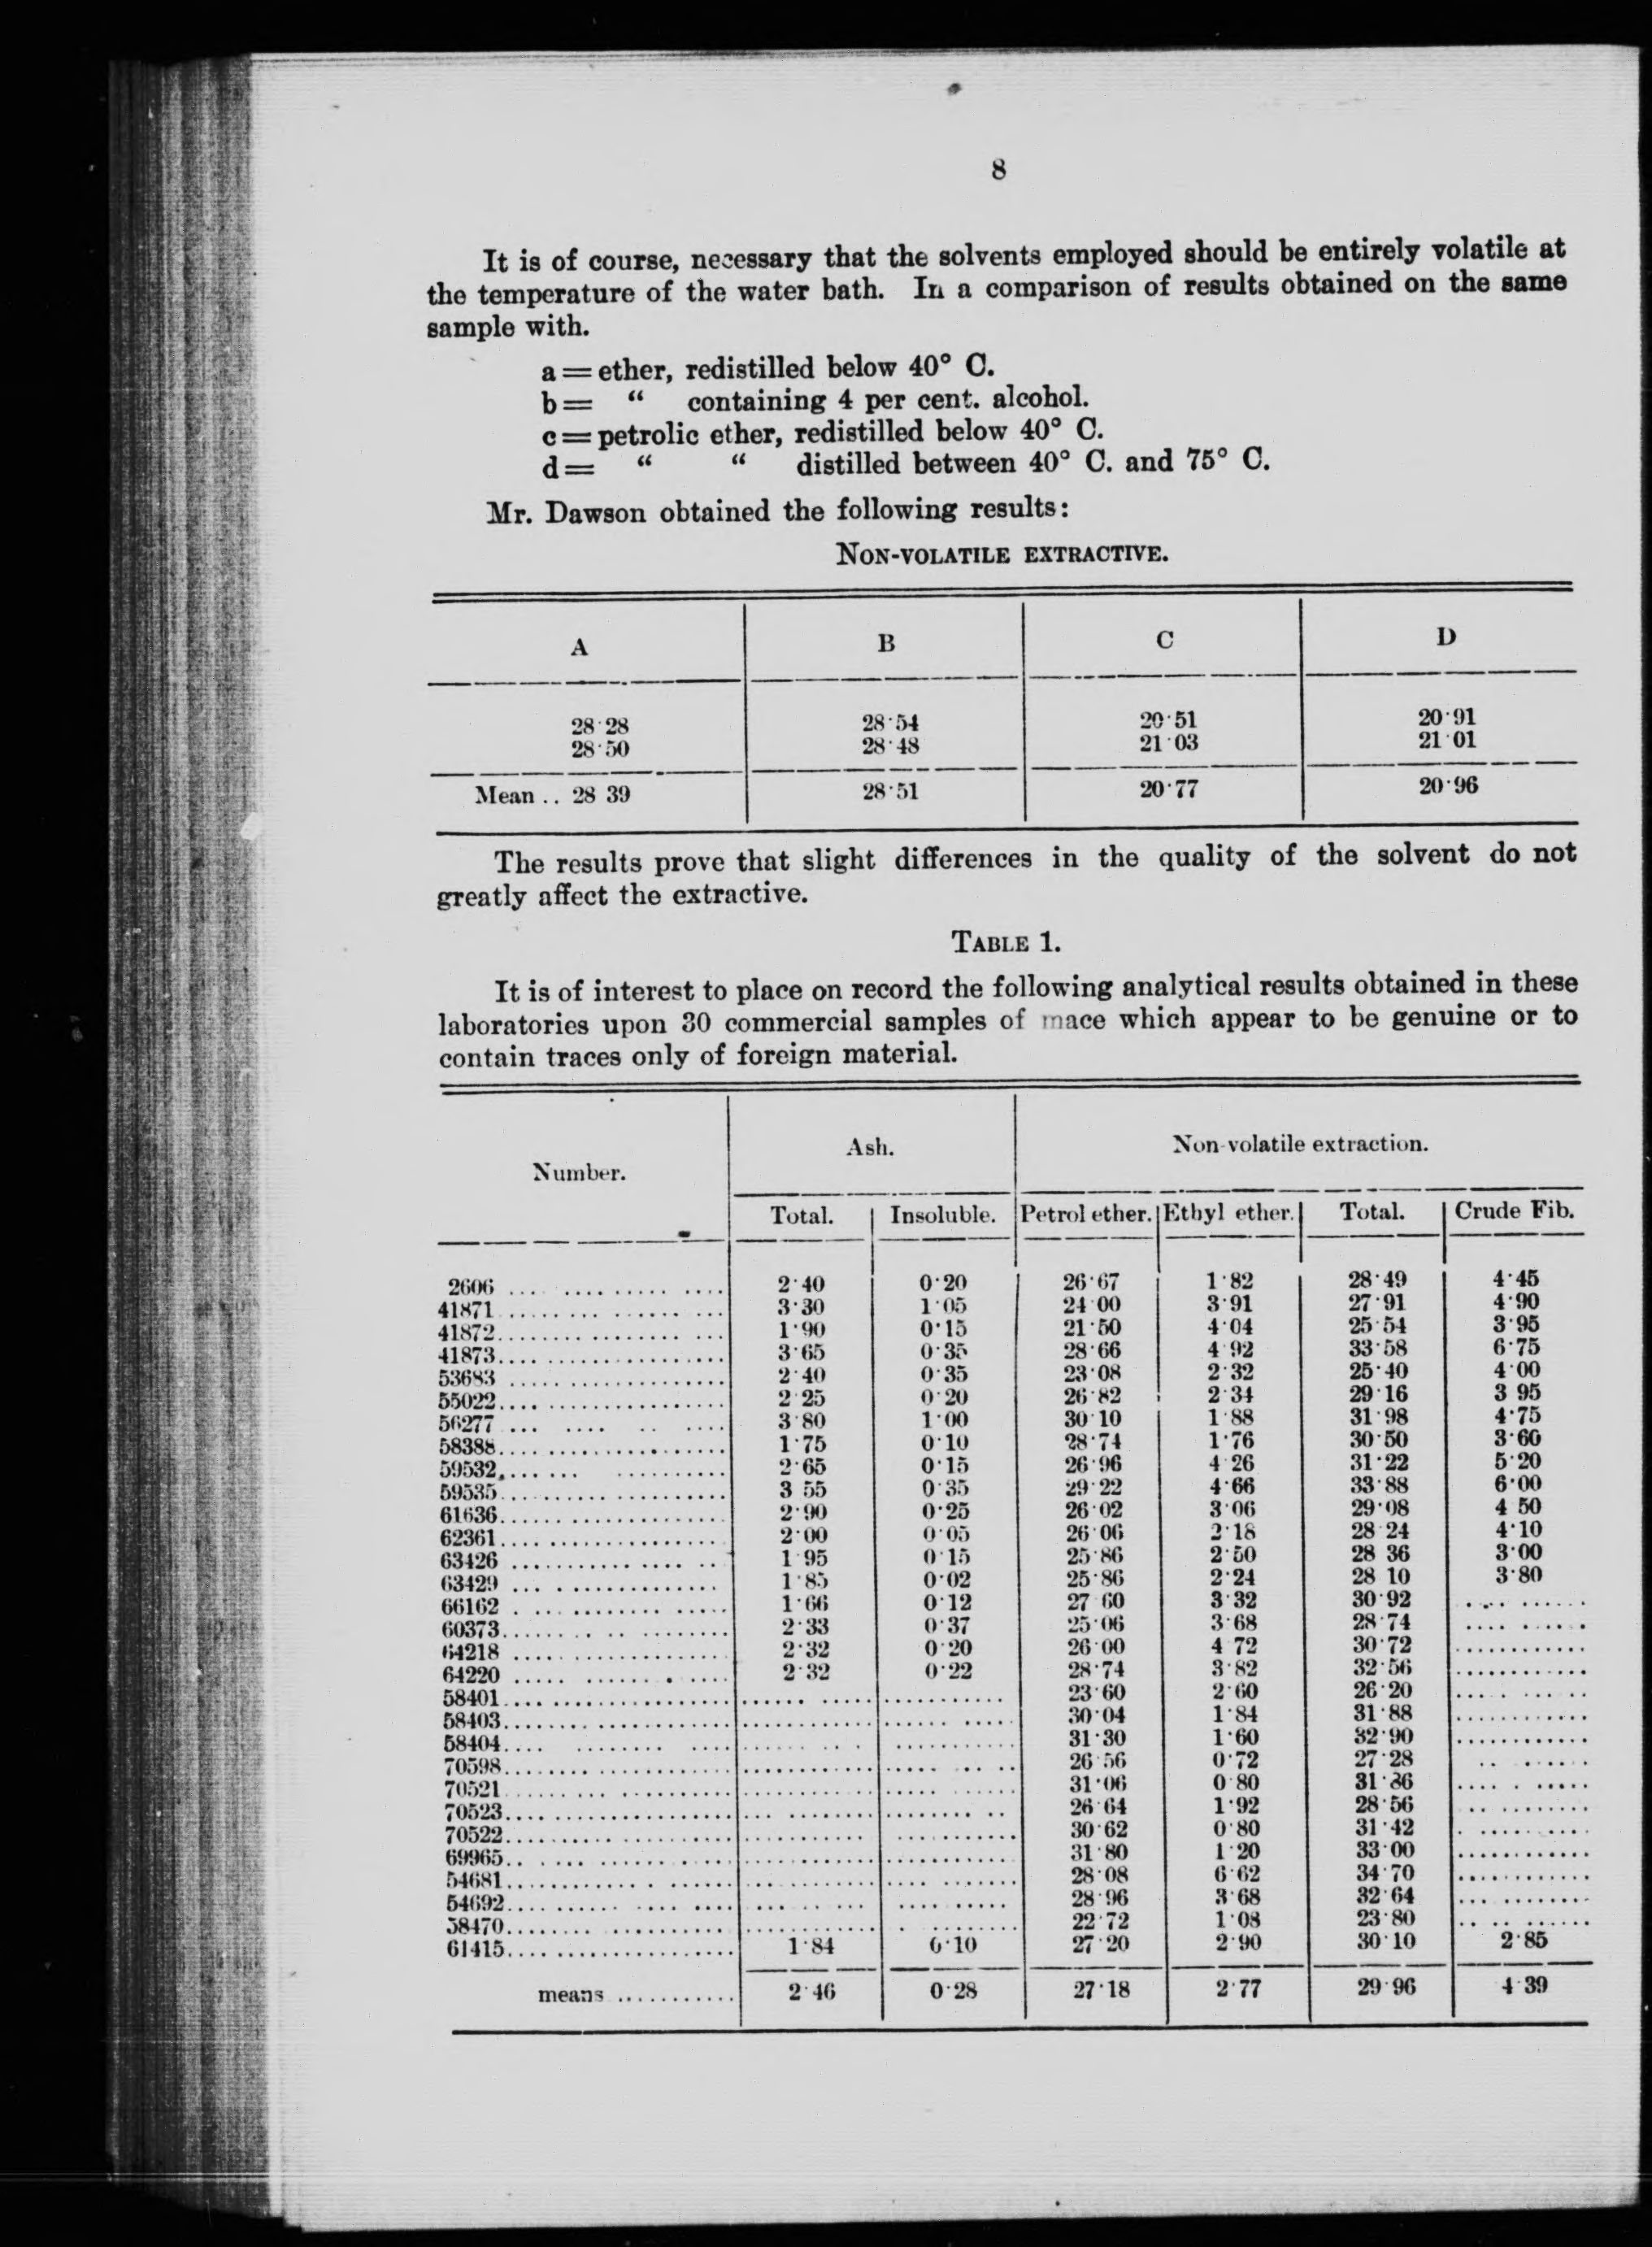 8
It is of course, necessary that the solvents employed should be entirely volatile at
the temperature of the water bath. In a comparison of results obtained on the same
sample with.
a = ether, redistilled below 40° C.
b = " containing 4 per cent. alcohol.
c = petrolic ether, redistilled below 40° C.
d = " " distilled between 40° C. and 75° C.
Mr. Dawson obtained the following results:
NON-VOLATILE EXTRACTIVE.
A B C D
28·28 28·54 20·51 20·91
28·50 28·48 21·03 21·01
Mean .. 28 39 28·51 20·77 20·96
The results prove that slight differences in the quality of the solvent do not
greatly affect the extractive.
TABLE 1.
It is of interest to place on record the following analytical results obtained in these
laboratories upon 30 commercial samples of mace which appear to be genuine or to
contain traces only of foreign material.
Number. Ash. Non-volatile extraction.
Total. Insoluble. Petrol ether. Ethyl ether. Total. Crude Fib.
2606 2·40 0·20 26·67 1·82 28·49 4·45
41871 3·30 1·05 24·00 3·91 27·91 4·90
41872 1·90 0·15 21·50 4·04 25·54 3·95
41873 3·65 0·35 28·66 4·92 33·58 6·75
53683 2·40 0·35 23·08 2·32 25·40 4·00
55022 2·25 0·20 26·82 2·34 29·16 3 95
56277 3·80 1·00 30·10 1·88 31·98 4·75
58388 1·75 0·10 28·74 1·76 30·50 3·60
59532 2·65 0·15 26·96 4·26 31·22 5·20
59535 3 55 0·35 29·22 4·66 33·88 6·00
61636 2·90 0·25 26·02 3·06 29·08 4 50
62361 2·00 0·05 26·06 2·18 28·24 4·10
63426 1·95 0·15 25·86 2·50 28 36 3·00
63429 1·85 0·02 25·86 2·24 28 10 3·80
66162 1·66 0·12 27 60 3·32 30·92
60373 2·33 0·37 25·06 3·68 28·74
64218 2·32 0·20 26·00 4 72 30·72
64220 2·32 0·22 28·74 3·82 32·56
58401 23·60 2·60 26·20
58403 30·04 1·84 31·88
58404 31·30 1·60 32·90
70598 26·56 0·72 27·28
70521 31·06 0·80 31·86
70523 26·64 1·92 28·56
70522 30·62 0·80 31·42
69965 31·80 1·20 33·00
54681 28·08 6·62 34·70
54692 28·96 3·68 32·64
58470 22·72 1·08 23·80
61415 1·84 0·10 27·20 2·90 30·10 2·85
means 2·46 0·28 27·18 2·77 29·96 4·39